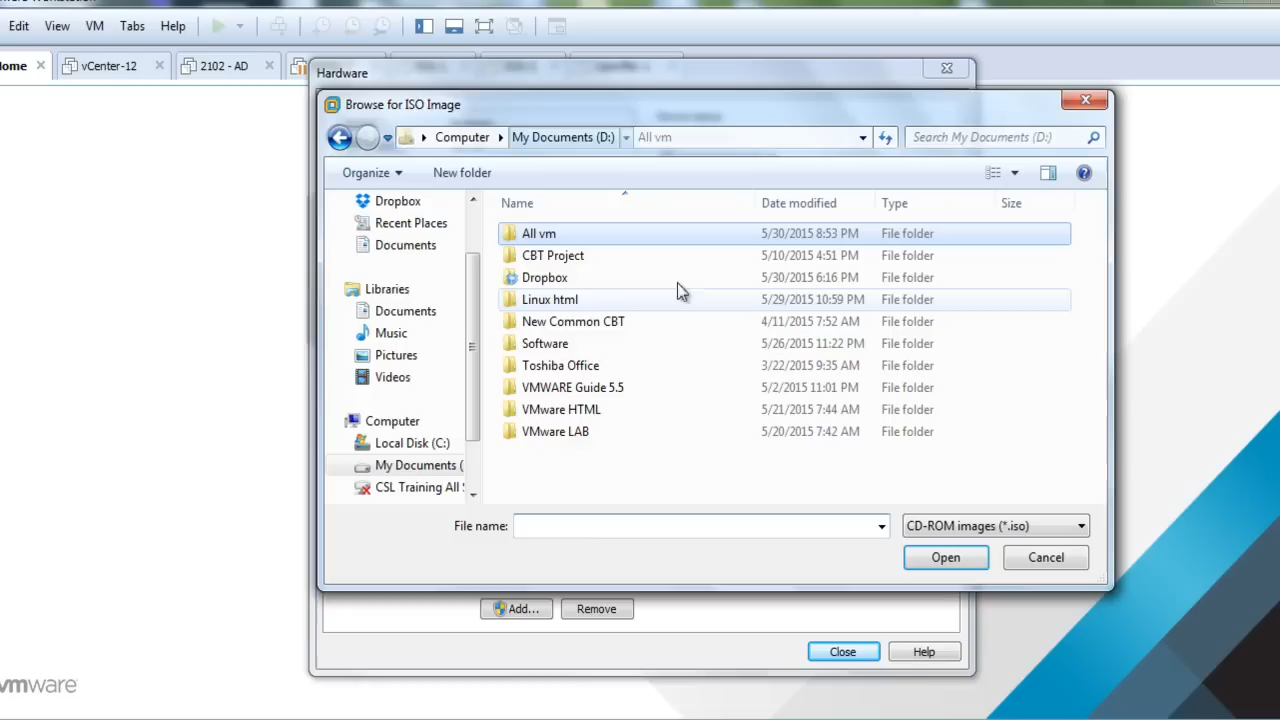 Edit View VM Tabs Help
ome vCenter-12 2102 - AD
Hardware
Browse for ISO Image
Computer My Documents (D:) All vm Search My Documents (D:)
Organize New folder
Name Date modified Type Size
Dropbox
Recent Places
Documents
Libraries
Documents
Music
Pictures
Videos
Computer
Local Disk (C:)
My Documents (
CSL Training All
All vm 5/30/2015 8:53 PM File folder
CBT Project 5/10/2015 4:51 PM File folder
Dropbox 5/30/2015 6:16 PM File folder
Linux html 5/29/2015 10:59 PM File folder
New Common CBT 4/11/2015 7:52 AM File folder
Software 5/26/2015 11:22 PM File folder
Toshiba Office 3/22/2015 9:35 AM File folder
VMWARE Guide 5.5 5/2/2015 11:01 PM File folder
VMware HTML 5/21/2015 7:44 AM File folder
VMware LAB 5/20/2015 7:42 AM File folder
File name: CD-ROM images (*.iso)
Open Cancel
Add... Remove
Close Help
vmware